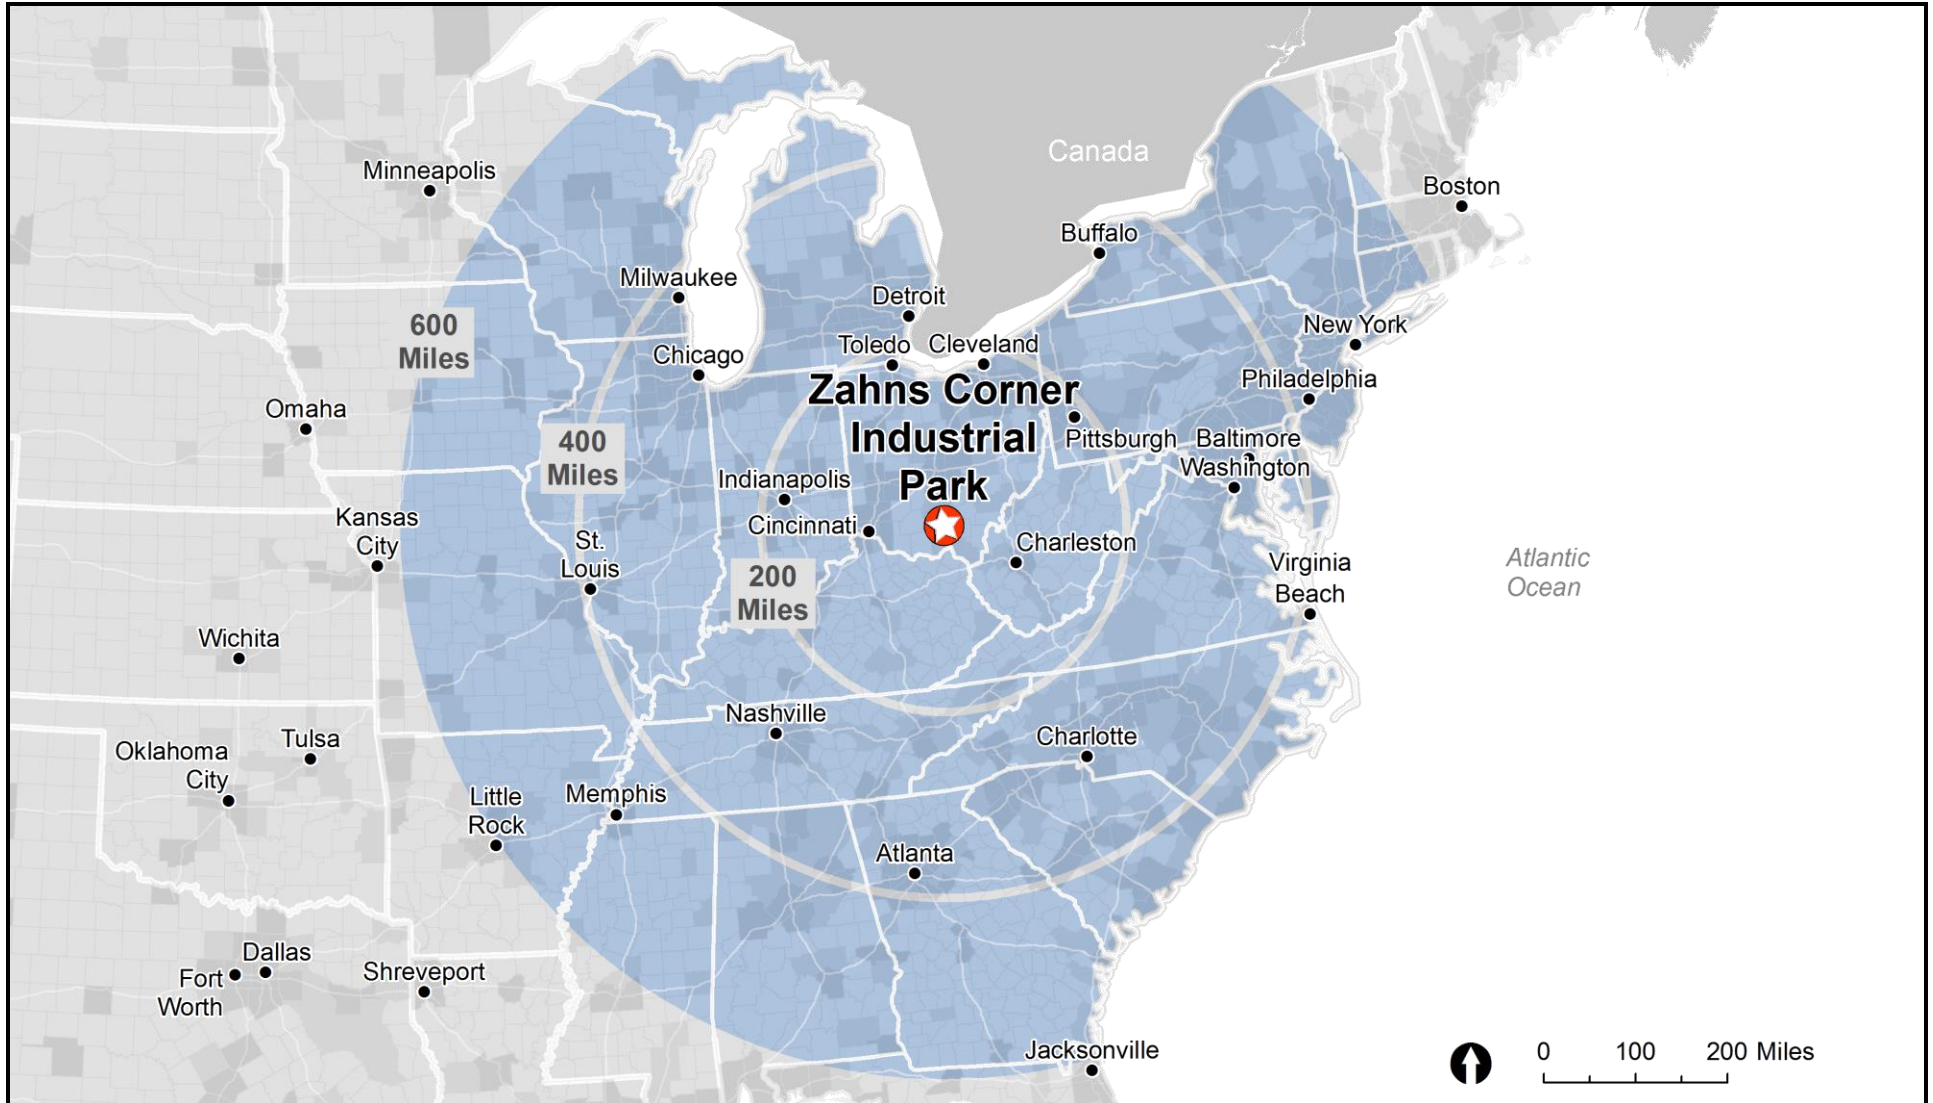 Canada
Minneapolis
Boston
Buffalo
Milwaukee
Detroit
600
Miles
New York
Toledo
Cleveland
Chicago
Zahns Corner
Industrial
Park
Philadelphia
Omaha
400
Miles
Pittsburgh
Baltimore
Washington
Indianapolis
Kansas
City
Cincinnati
St.
Louis
Charleston
Virginia
Beach
Atlantic
Ocean
200
Miles
Wichita
Nashville
Charlotte
Tulsa
Oklahoma
City
Little
Rock
Memphis
Atlanta
Dallas
Fort
Worth
Shreveport
Jacksonville
0 100 200 Miles